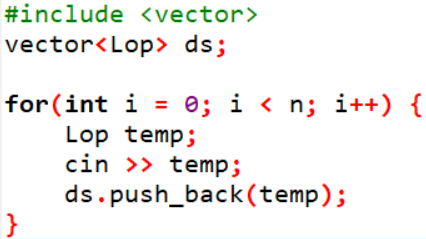 #include <vector>
vector<Lop> ds;
for(int i = 0; i < n; i++) {
Lop temp;
cin >> temp;
ds.push_back(temp);
}